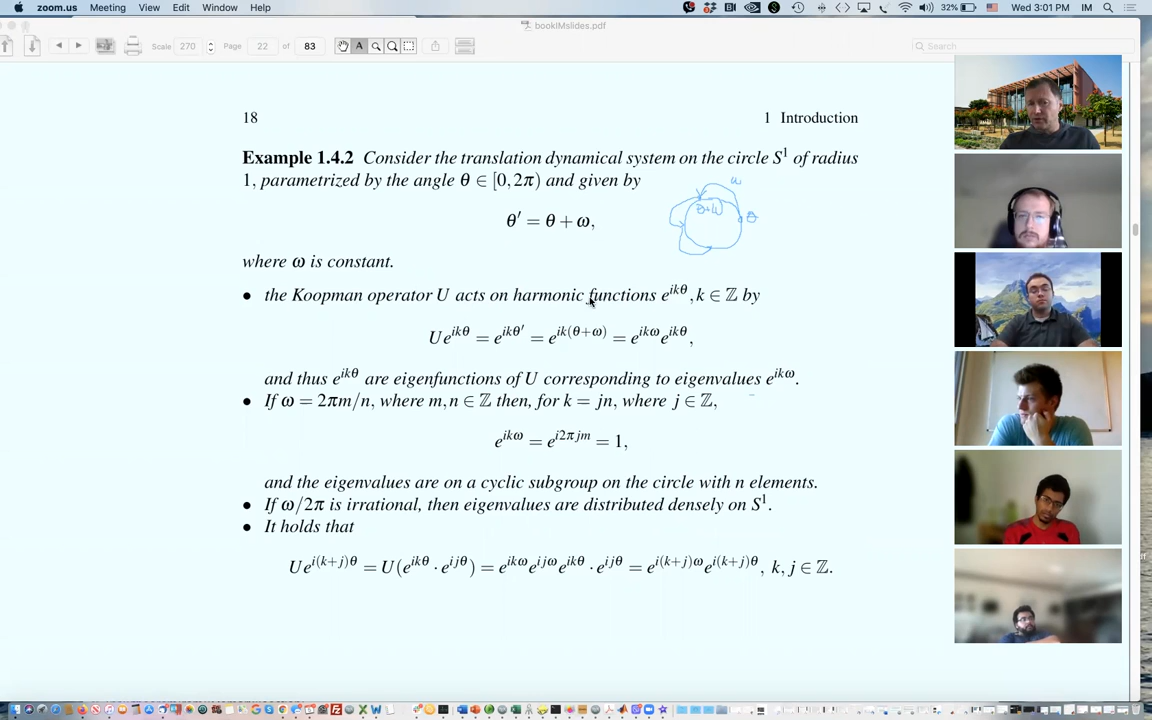 zoom.us Meeting View Edit Window Help 32% Wed 3:01 PM IM
bookIMslides.pdf
Scale 270 Page 22 of 83 A Search
18 1 Introduction
Example 1.4.2 Consider the translation dynamical system on the circle S¹ of radius
1, parametrized by the angle θ ∈ [0,2π) and given by
ω
θ
θ+ω
θ′ = θ + ω,
where ω is constant.
• the Koopman operator U acts on harmonic functions e^{ikθ}, k ∈ ℤ by
Ue^{ikθ} = e^{ikθ′} = e^{ik(θ+ω)} = e^{ikω}e^{ikθ},
and thus e^{ikθ} are eigenfunctions of U corresponding to eigenvalues e^{ikω}.
• If ω = 2πm/n, where m,n ∈ ℤ then, for k = jn, where j ∈ ℤ,
e^{ikω} = e^{i2πjm} = 1,
and the eigenvalues are on a cyclic subgroup on the circle with n elements.
• If ω/2π is irrational, then eigenvalues are distributed densely on S¹.
• It holds that
Ue^{i(k+j)θ} = U(e^{ikθ} · e^{ijθ}) = e^{ikω}e^{ijω}e^{ikθ} · e^{ijθ} = e^{i(k+j)ω}e^{i(k+j)θ}, k, j ∈ ℤ.